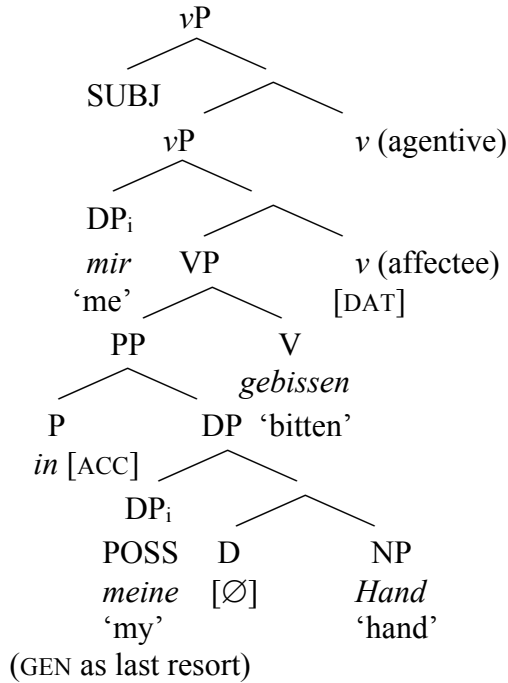 vP
SUBJ
vP v (agentive)
DPi
mir VP v (affectee)
‘me’ [DAT]
PP V
gebissen
P DP ‘bitten’
in [ACC]
DPi
POSS D NP
meine [∅] Hand
‘my’ ‘hand’
(GEN as last resort)